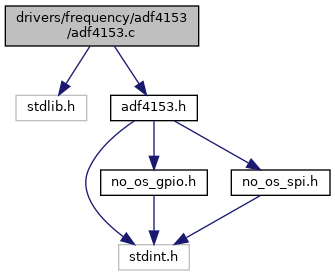 drivers/frequency/adf4153
/adf4153.c
stdlib.h
adf4153.h
no_os_gpio.h
no_os_spi.h
stdint.h